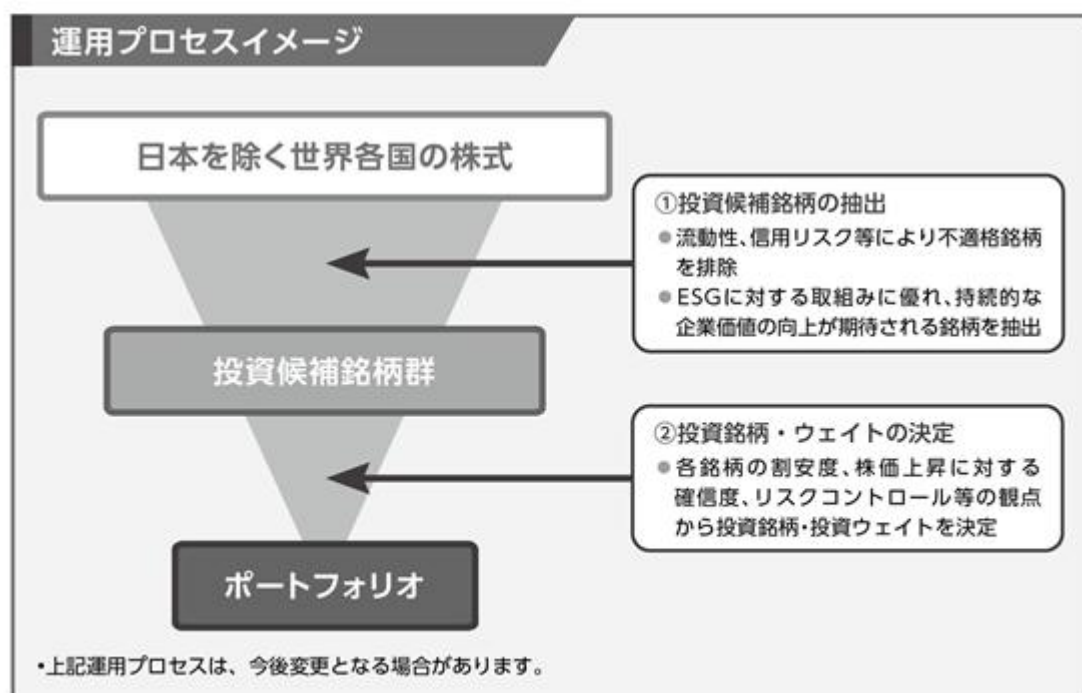 運用プロセスイメージ
日本を除く世界各国の株式
①投資候補銘柄の抽出
●流動性、信用リスク等により不適格銘柄
を排除
●ESGに対する取組みに優れ、持続的な
企業価値の向上が期待される銘柄を抽出
投資候補銘柄群
②投資銘柄・ウェイトの決定
●各銘柄の割安度、株価上昇に対する
確信度、リスクコントロール等の観点
から投資銘柄・投資ウェイトを決定
ポートフォリオ
•上記運用プロセスは、今後変更となる場合があります。